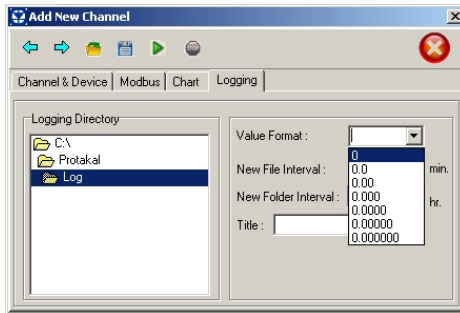 Add New Channel
Channel & Device Modbus Chart Logging
Logging Directory
C:\
Protakal
Log
Value Format :
0
0.0
0.00
0.000
0.0000
0.00000
0.000000
New File Interval : min.
New Folder Interval : hr.
Title :